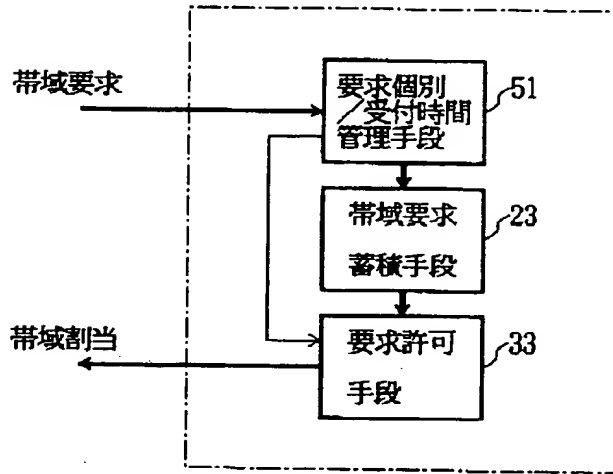 帯域要求
要求個別
／受付時間
管理手段
51
帯域要求
蓄積手段
23
帯域割当
要求許可
手段
33